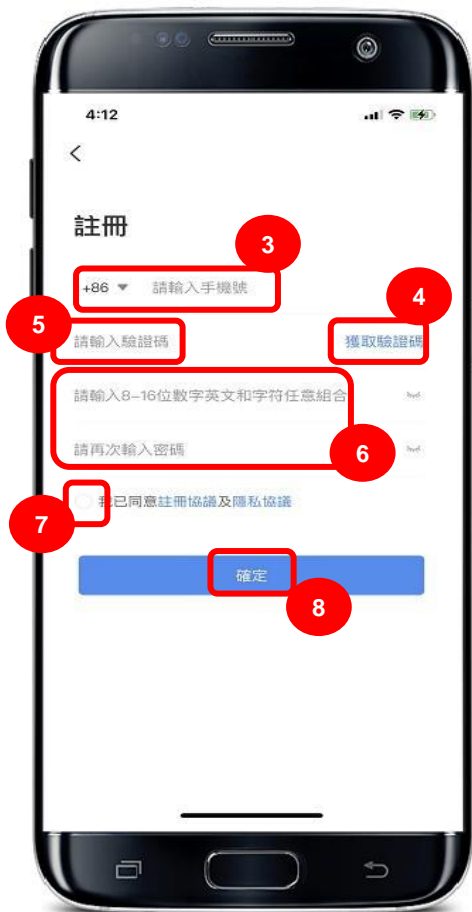 4:12
註冊
3
+86 請輸入手機號
4
5
請輸入驗證碼 獲取驗證碼
請輸入8-16位數字英文和字符任意組合
請再次輸入密碼
6
我已同意註冊協議及隱私協議
7
確定
8